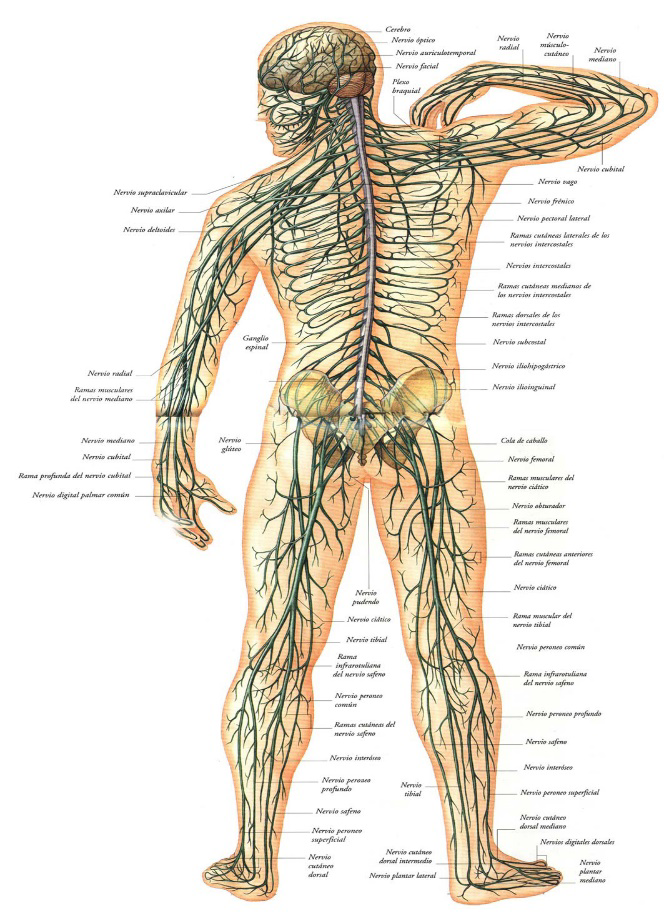 Cerebro
Nervio óptico
Nervio auriculotemporal
Nervio facial
Plexo
braquial
Nervio
radial
Nervio
músculo-
cutáneo
Nervio
mediano
Nervio cubital
Nervio vago
Nervio frénico
Nervio pectoral lateral
Ramas cutáneas laterales de los
nervios intercostales
Nervios intercostales
Ramas cutáneas medianas de
los nervios intercostales
Ramas dorsales de los
nervios intercostales
Nervio subcostal
Nervio iliohipogástrico
Nervio ilioinguinal
Nervio supraclavicular
Nervio axilar
Nervio deltoides
Ganglio
espinal
Nervio radial
Ramas musculares
del nervio mediano
Nervio mediano
Nervio cubital
Rama profunda del nervio cubital
Nervio digital palmar común
Nervio
glúteo
Cola de caballo
Nervio femoral
Ramas musculares del
nervio ciático
Nervio obturador
Ramas musculares
del nervio femoral
Ramas cutáneas anteriores
del nervio femoral
Nervio ciático
Rama muscular del
nervio tibial
Nervio peroneo común
Rama infrarotuliana
del nervio safeno
Nervio peroneo profundo
Nervio safeno
Nervio interóseo
Nervio peroneo superficial
Nervio cutáneo
dorsal mediano
Nervios digitales dorsales
Nervio
plantar
mediano
Nervio
pudendo
Nervio ciático
Nervio tibial
Rama
infrarotuliana
del nervio safeno
Nervio peroneo
común
Ramas cutáneas del
nervio safeno
Nervio interóseo
Nervio peroneo
profundo
Nervio
tibial
Nervio safeno
Nervio peroneo
superficial
Nervio
cutáneo
dorsal
Nervio cutáneo
dorsal intermedio
Nervio plantar lateral